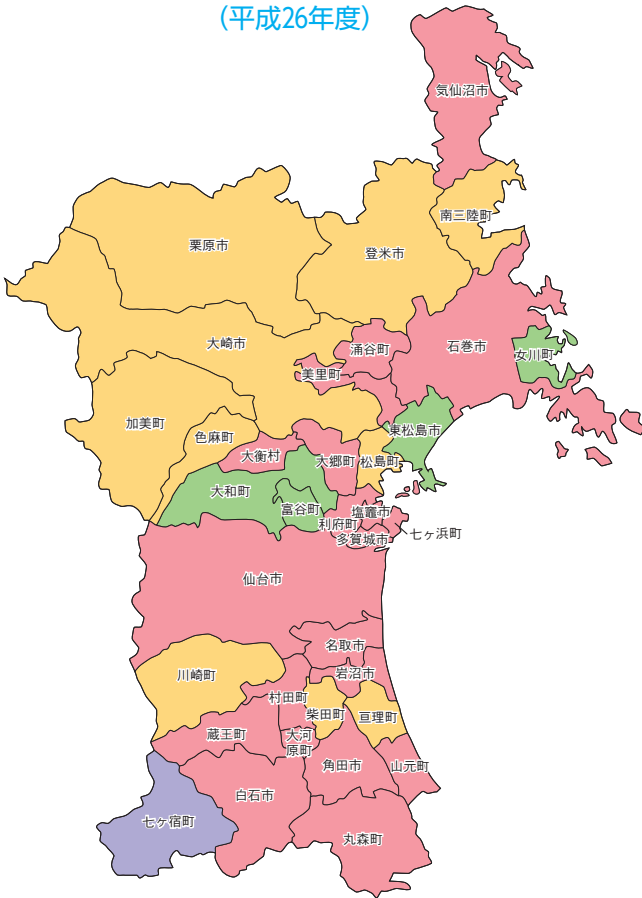 (平成26年度)
気仙沼市
南三陸町
栗原市
登米市
大崎市
涌谷町
石巻市
女川町
美里町
加美町
色麻町
東松島市
大衡村
大郷町
松島町
大和町
富谷町
塩竈市
利府町
七ヶ浜町
多賀城市
仙台市
名取市
岩沼市
川崎町
村田町
柴田町
亘理町
蔵王町
大河
原町
角田市
山元町
白石市
七ヶ宿町
丸森町